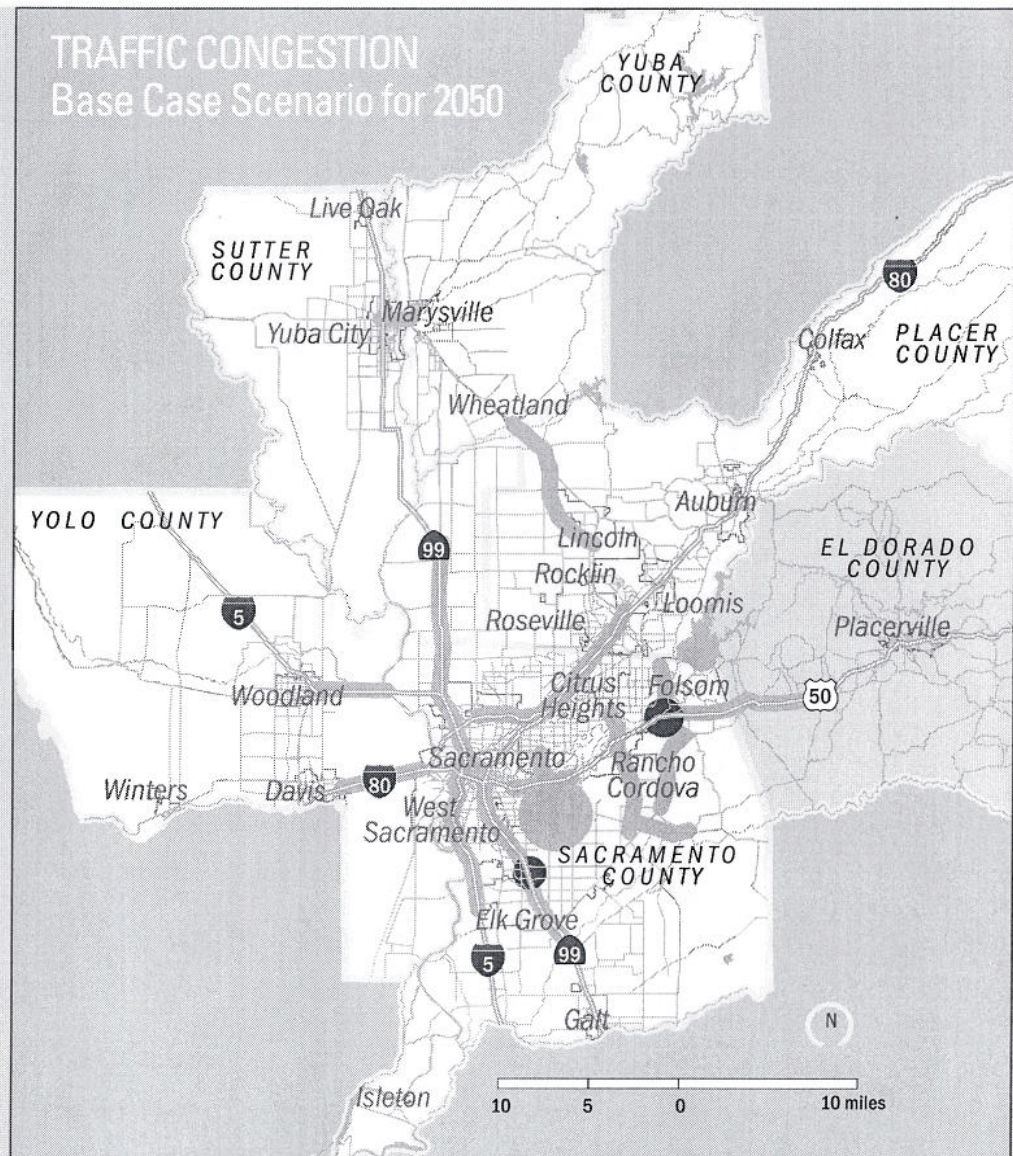 TRAFFIC CONGESTION
Base Case Scenario for 2050
YUBA
COUNTY
Live Oak
SUTTER
COUNTY
80
Marysville
Yuba City
Colfax
PLACER
COUNTY
Wheatland
Auburn
YOLO COUNTY
99
Lincoln
EL DORADO
COUNTY
Rocklin
Loomis
5
Roseville
Placerville
Woodland
Citrus
Heights
Folsom
50
Sacramento
Rancho
Cordova
Winters
Davis
80
West
Sacramento
SACRAMENTO
COUNTY
Elk Grove
5
99
Galt
N
Isleton
10 5 0 10 miles